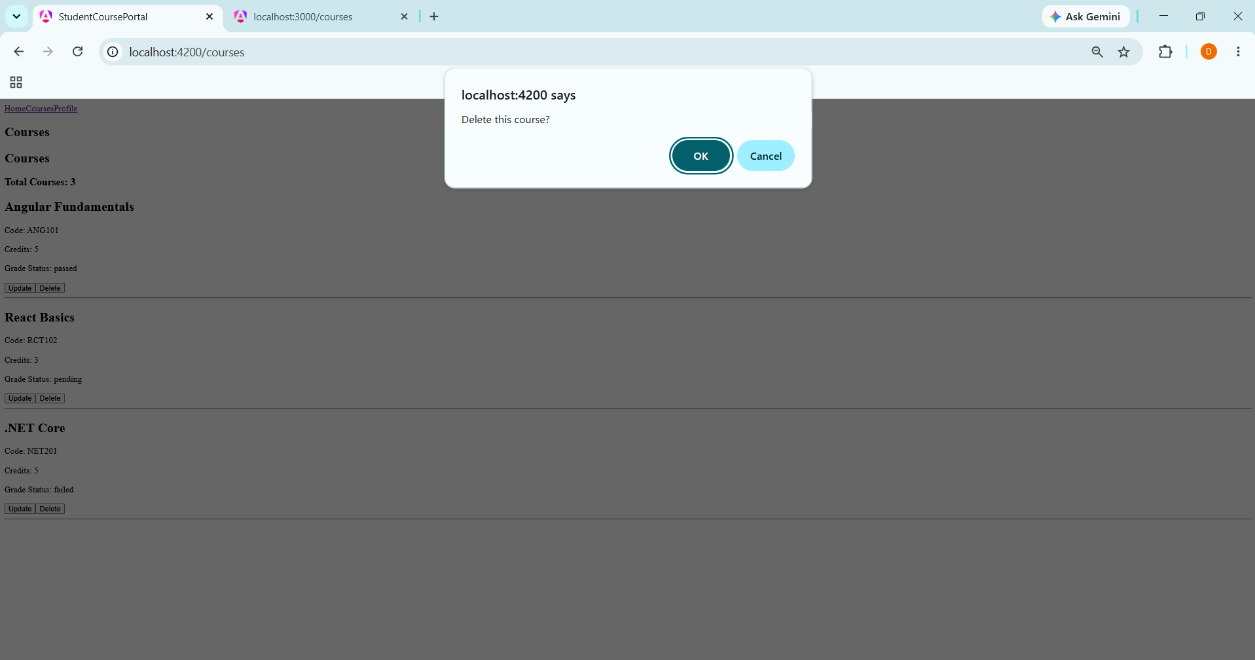 StudentCoursePortal
localhost:3000/courses
Ask Gemini
localhost:4200/courses
D
localhost:4200 says
Delete this course?
OK Cancel
HomeCoursesProfile
Courses
Courses
Total Courses: 3
Angular Fundamentals
Code: ANG101
Credits: 5
Grade Status: passed
Update Delete
React Basics
Code: RCT102
Credits: 3
Grade Status: pending
Update Delete
.NET Core
Code: NET201
Credits: 5
Grade Status: failed
Update Delete